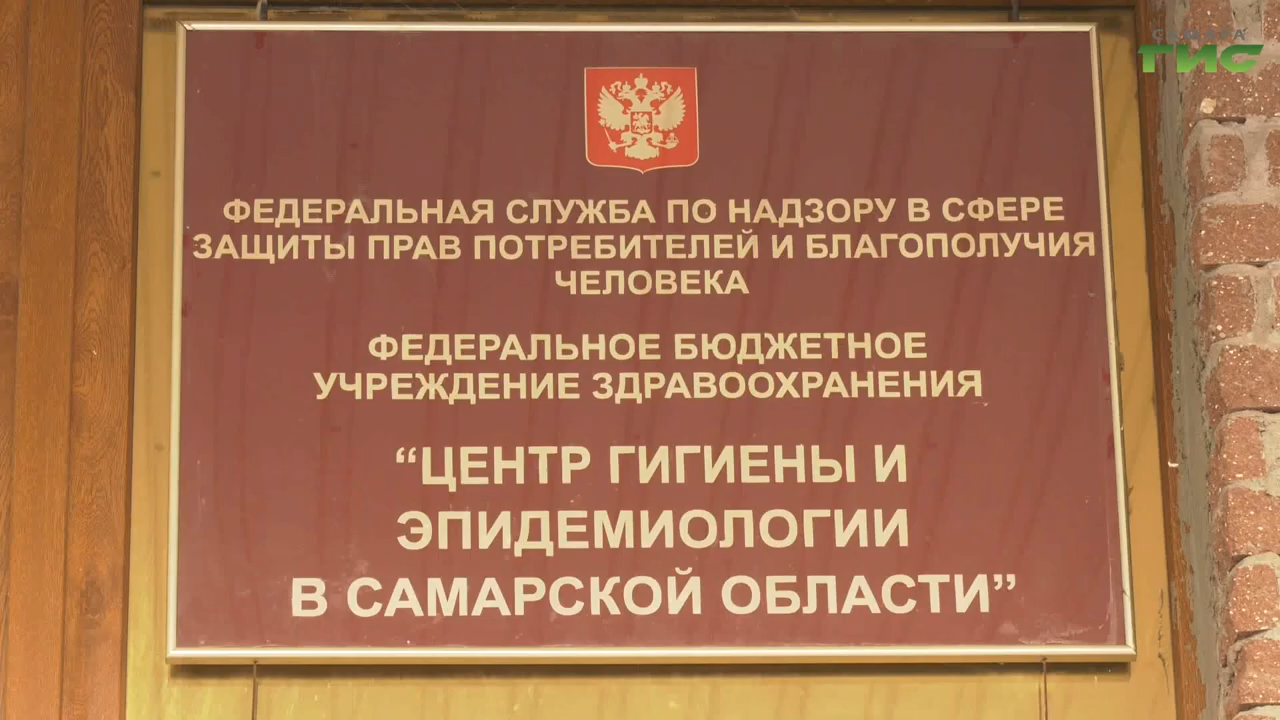 САМАРА
ГИС
ФЕДЕРАЛЬНАЯ СЛУЖБА ПО НАДЗОРУ В СФЕРЕ
ЗАЩИТЫ ПРАВ ПОТРЕБИТЕЛЕЙ И БЛАГОПОЛУЧИЯ
ЧЕЛОВЕКА
ФЕДЕРАЛЬНОЕ БЮДЖЕТНОЕ
УЧРЕЖДЕНИЕ ЗДРАВООХРАНЕНИЯ
“ЦЕНТР ГИГИЕНЫ И
ЭПИДЕМИОЛОГИИ
В САМАРСКОЙ ОБЛАСТИ”